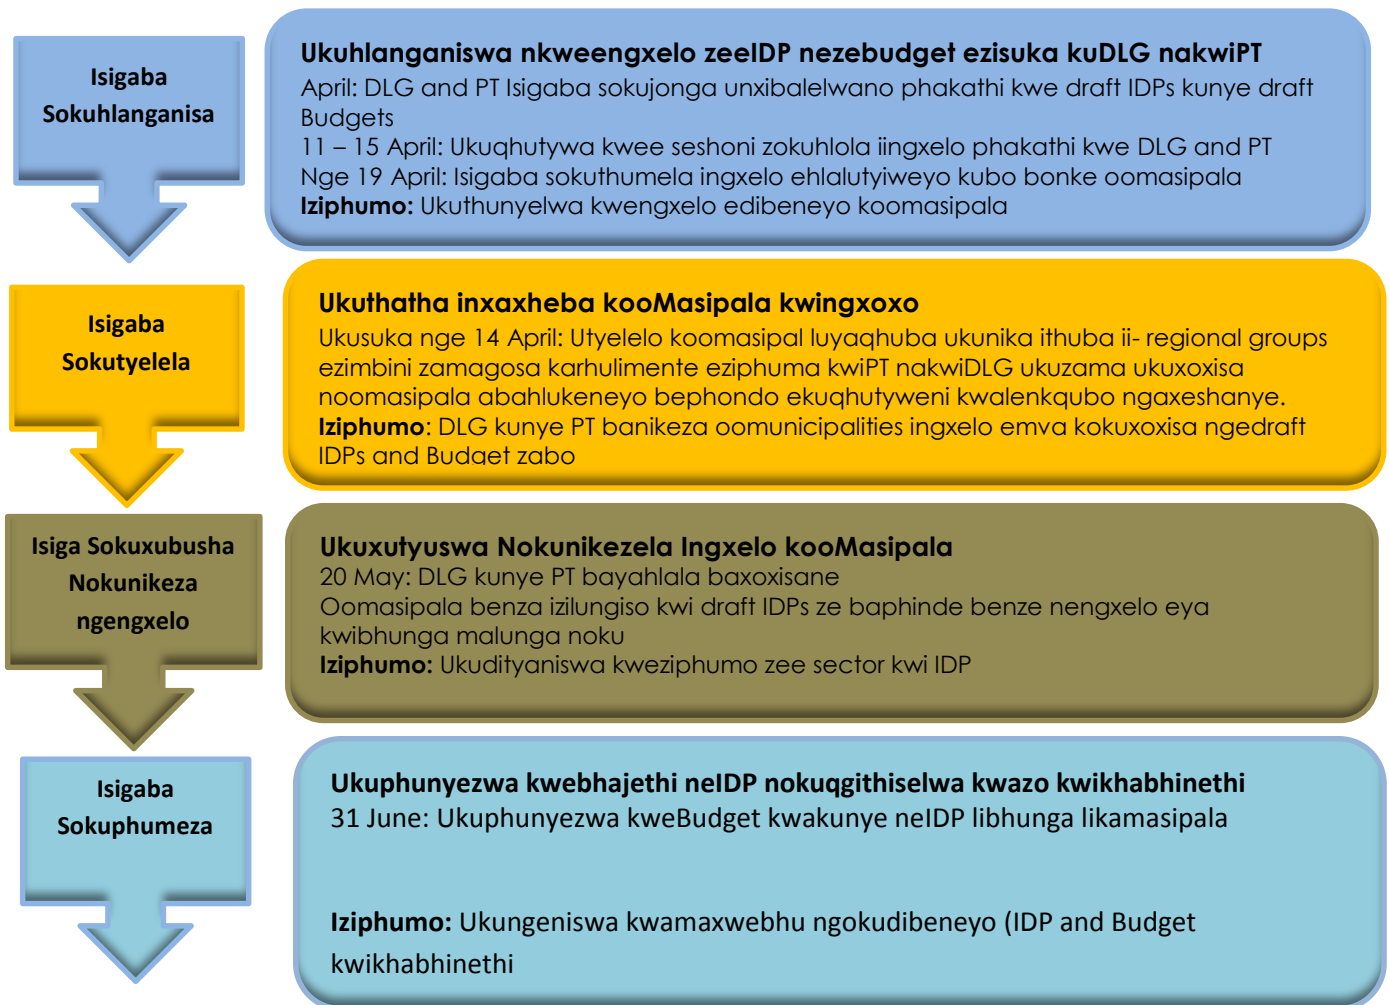 Isigaba
Sokuhlanganisa
Ukuhlanganiswa nkweengxelo zeeIDP nezebudget ezisuka kuDLG nakwiPT
April: DLG and PT Isigaba sokujonga unxibalelwano phakathi kwe draft IDPs kunye draft
Budgets
11 – 15 April: Ukuqhutywa kwee seshoni zokuhlola iingxelo phakathi kwe DLG and PT
Nge 19 April: Isigaba sokuthumela ingxelo ehlalutyiweyo kubo bonke oomasipala
Iziphumo: Ukuthunyelwa kwengxelo edibeneyo koomasipala
Isigaba
Sokutyelela
Ukuthatha inxaxheba kooMasipala kwingxoxo
Ukusuka nge 14 April: Utyelelo koomasipal luyaqhuba ukunika ithuba ii- regional groups
ezimbini zamagosa karhulimente eziphuma kwiPT nakwiDLG ukuzama ukuxoxisa
noomasipala abahlukeneyo bephondo ekuqhutyweni kwalenkqubo ngaxeshanye.
Iziphumo: DLG kunye PT banikeza oomunicipalities ingxelo emva kokuxoxisa ngedraft
IDPs and Budget zabo
Isiga Sokuxubusha
Nokunikeza
ngengxelo
Ukuxutyuswa Nokunikezela Ingxelo kooMasipala
20 May: DLG kunye PT bayahlala baxoxisane
Oomasipala benza izilungiso kwi draft IDPs ze baphinde benze nengxelo eya
kwibhunga malunga noku
Iziphumo: Ukudityaniswa kweziphumo zee sector kwi IDP
Isigaba
Sokuphumeza
Ukuphunyezwa kwebhajethi neIDP nokuqgithiselwa kwazo kwikhabhinethi
31 June: Ukuphunyezwa kweBudget kwakunye neIDP libhunga likamasipala
Iziphumo: Ukungeniswa kwamaxwebhu ngokudibeneyo (IDP and Budget
kwikhabhinethi